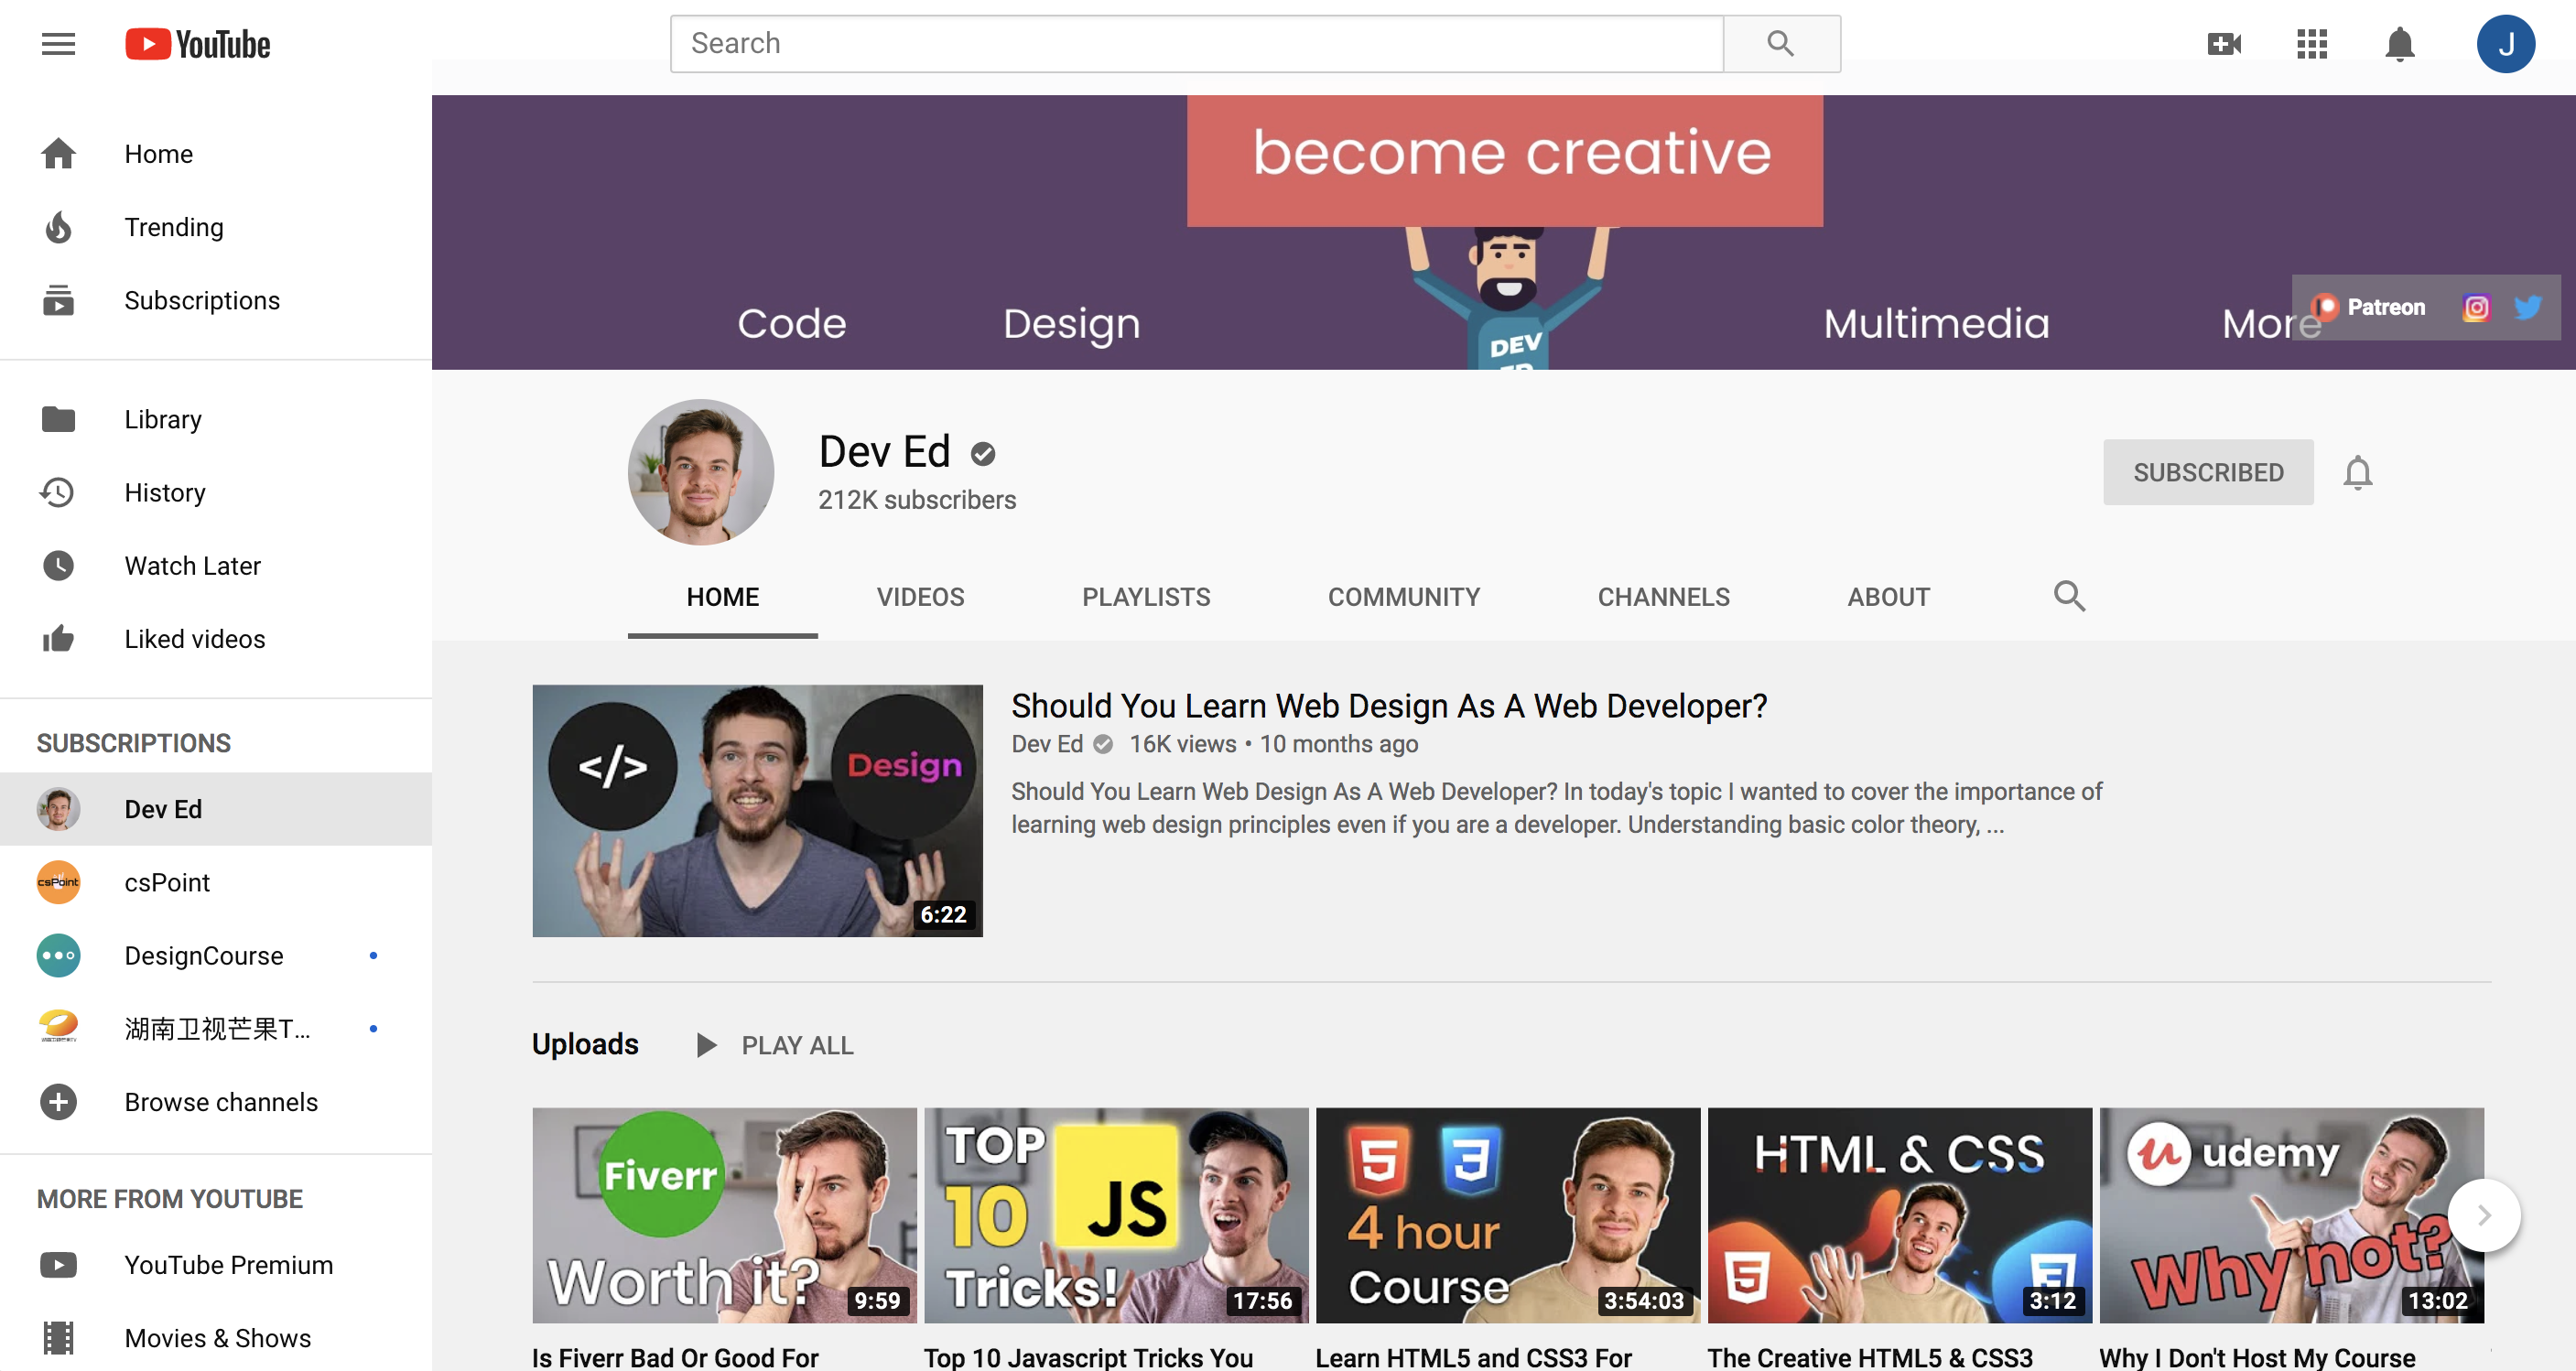 YouTube
Search
J
Home
Trending
Subscriptions
Library
History
Watch Later
Liked videos
SUBSCRIPTIONS
Dev Ed
csPoint
csPoint
DesignCourse
湖南卫视芒果T...
Browse channels
MORE FROM YOUTUBE
YouTube Premium
Movies & Shows
become creative
Code
Design
DEV
ED
Multimedia
More
Patreon
Dev Ed
212K subscribers
SUBSCRIBED
HOME
VIDEOS
PLAYLISTS
COMMUNITY
CHANNELS
ABOUT
</>
Design
6:22
Should You Learn Web Design As A Web Developer?
Dev Ed 16K views • 10 months ago
Should You Learn Web Design As A Web Developer? In today's topic I wanted to cover the importance of
learning web design principles even if you are a developer. Understanding basic color theory, ...
Uploads
PLAY ALL
Fiverr
Worth it?
9:59
TOP
10
JS
Tricks!
17:56
5 3
4 hour
Course
3:54:03
HTML & CSS
5 3
3:12
udemy
Why not?
13:02
Is Fiverr Bad Or Good For
Top 10 Javascript Tricks You
Learn HTML5 and CSS3 For
The Creative HTML5 & CSS3
Why I Don't Host My Course